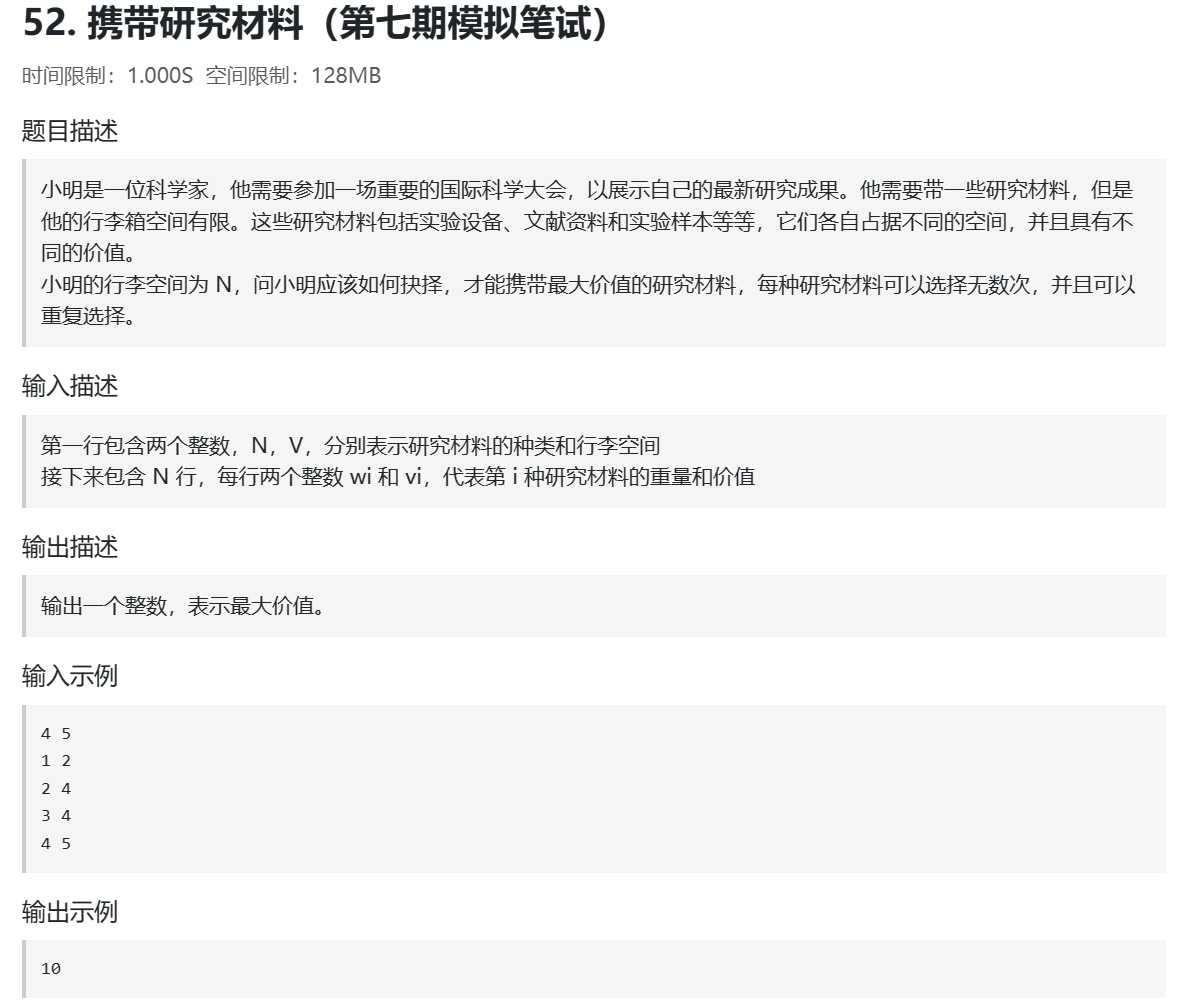 52. 携带研究材料（第七期模拟笔试）
时间限制：1.000S 空间限制：128MB
题目描述
小明是一位科学家，他需要参加一场重要的国际科学大会，以展示自己的最新研究成果。他需要带一些研究材料，但是
他的行李箱空间有限。这些研究材料包括实验设备、文献资料和实验样本等等，它们各自占据不同的空间，并且具有不
同的价值。
小明的行李空间为 N，问小明应该如何抉择，才能携带最大价值的研究材料，每种研究材料可以选择无数次，并且可以
重复选择。
输入描述
第一行包含两个整数，N，V，分别表示研究材料的种类和行李空间
接下来包含 N 行，每行两个整数 wi 和 vi，代表第 i 种研究材料的重量和价值
输出描述
输出一个整数，表示最大价值。
输入示例
4 5
1 2
2 4
3 4
4 5
输出示例
10